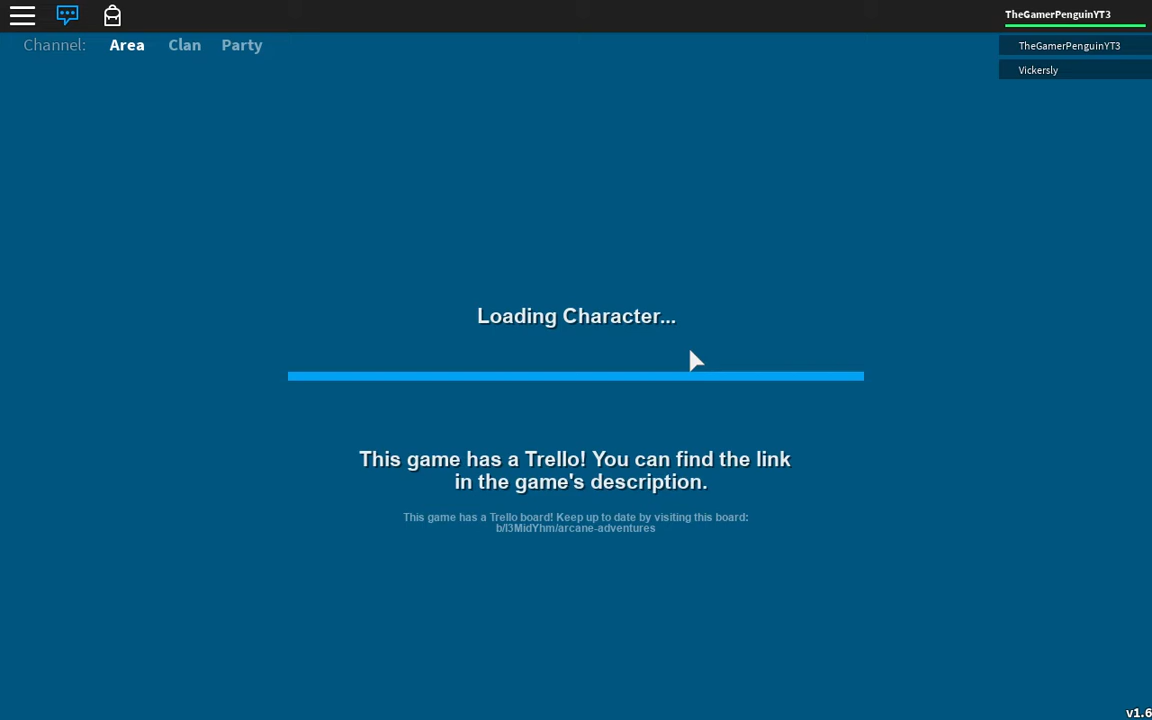 TheGamerPenguinYT3
Channel: Area Clan Party
TheGamerPenguinYT3
Vickersly
Loading Character...
This game has a Trello! You can find the link
in the game's description.
This game has a Trello board! Keep up to date by visiting this board:
b/I3MidYhm/arcane-adventures
v1.6